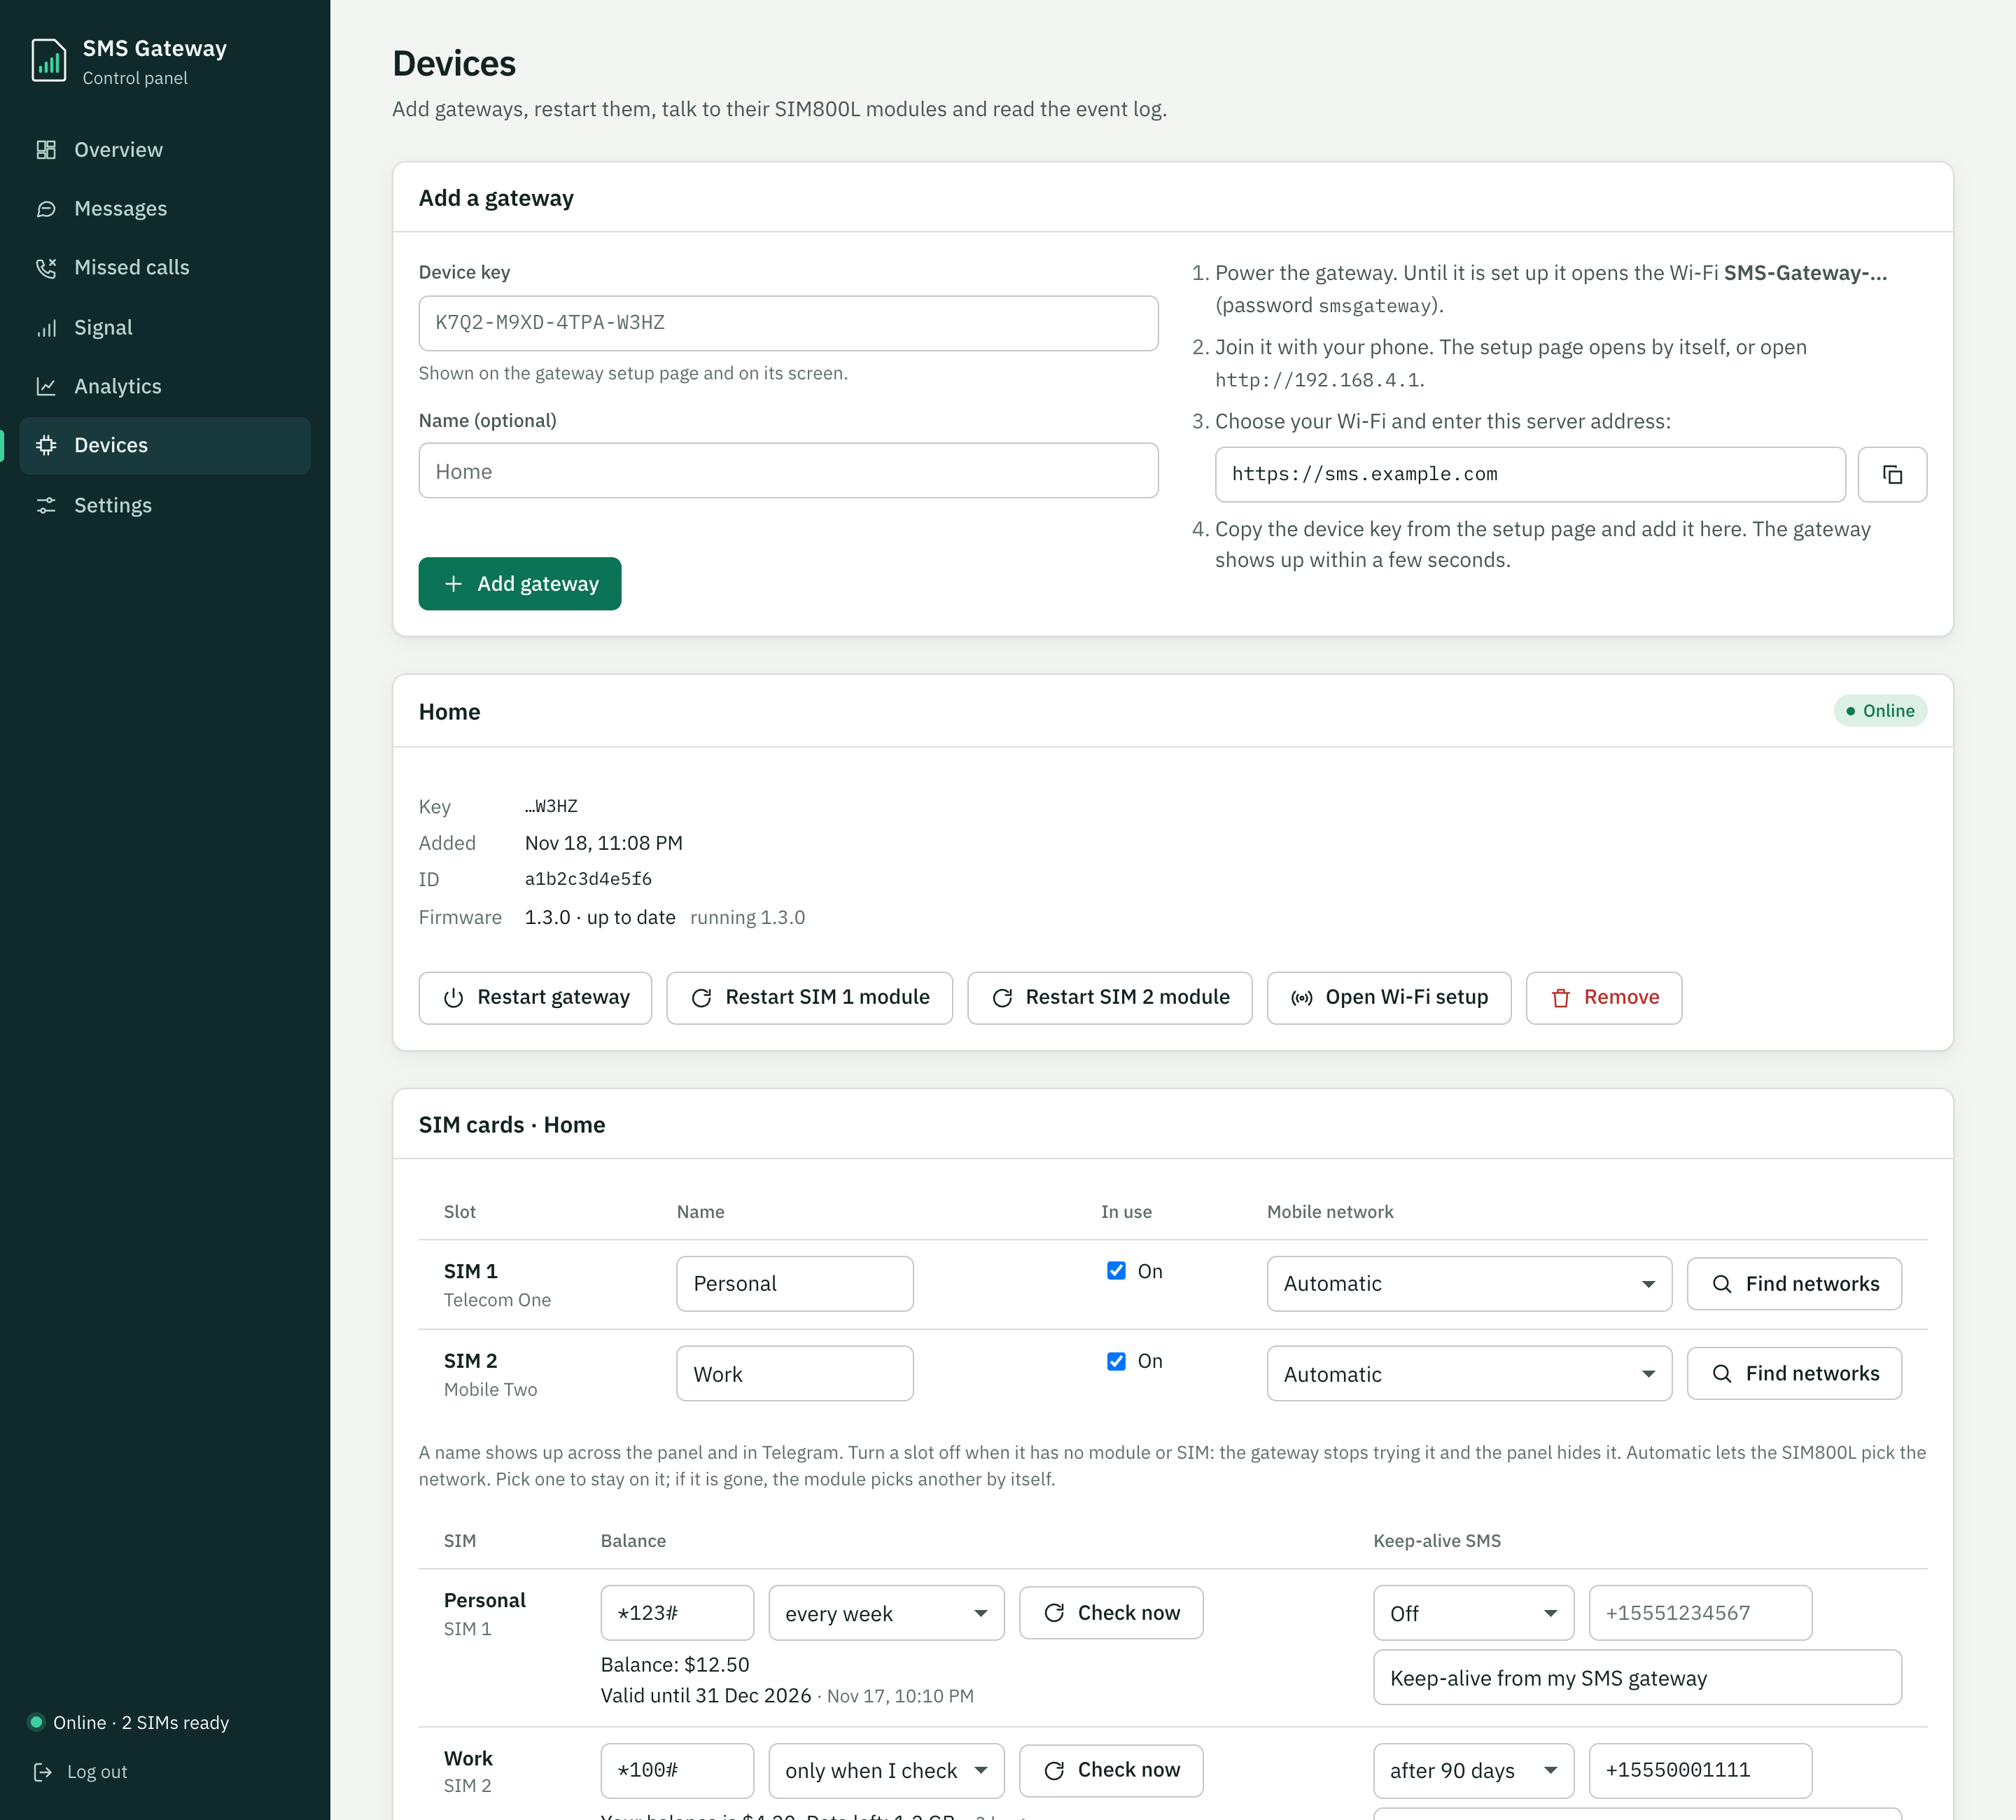 SMS Gateway
Control panel
Overview
Messages
Missed calls
Signal
Analytics
Devices
Settings
Online · 2 SIMs ready
Log out
Devices
Add gateways, restart them, talk to their SIM800L modules and read the event log.
Add a gateway
Device key
K7Q2-M9XD-4TPA-W3HZ
Shown on the gateway setup page and on its screen.
Name (optional)
Home
Add gateway
1. Power the gateway. Until it is set up it opens the Wi-Fi SMS-Gateway-...
(password smsgateway).
2. Join it with your phone. The setup page opens by itself, or open
http://192.168.4.1.
3. Choose your Wi-Fi and enter this server address:
https://sms.example.com
4. Copy the device key from the setup page and add it here. The gateway
shows up within a few seconds.
Home
Online
Key …W3HZ
Added Nov 18, 11:08 PM
ID a1b2c3d4e5f6
Firmware 1.3.0 · up to date running 1.3.0
Restart gateway Restart SIM 1 module Restart SIM 2 module Open Wi-Fi setup Remove
SIM cards · Home
Slot Name In use Mobile network
SIM 1 Personal On Automatic Find networks
Telecom One
SIM 2 Work On Automatic Find networks
Mobile Two
A name shows up across the panel and in Telegram. Turn a slot off when it has no module or SIM: the gateway stops trying it and the panel hides it. Automatic lets the SIM800L pick the
network. Pick one to stay on it; if it is gone, the module picks another by itself.
SIM Balance Keep-alive SMS
Personal *123# every week Check now Off +15551234567
SIM 1
Balance: $12.50 Keep-alive from my SMS gateway
Valid until 31 Dec 2026 · Nov 17, 10:10 PM
Work *100# only when I check Check now after 90 days +15550001111
SIM 2